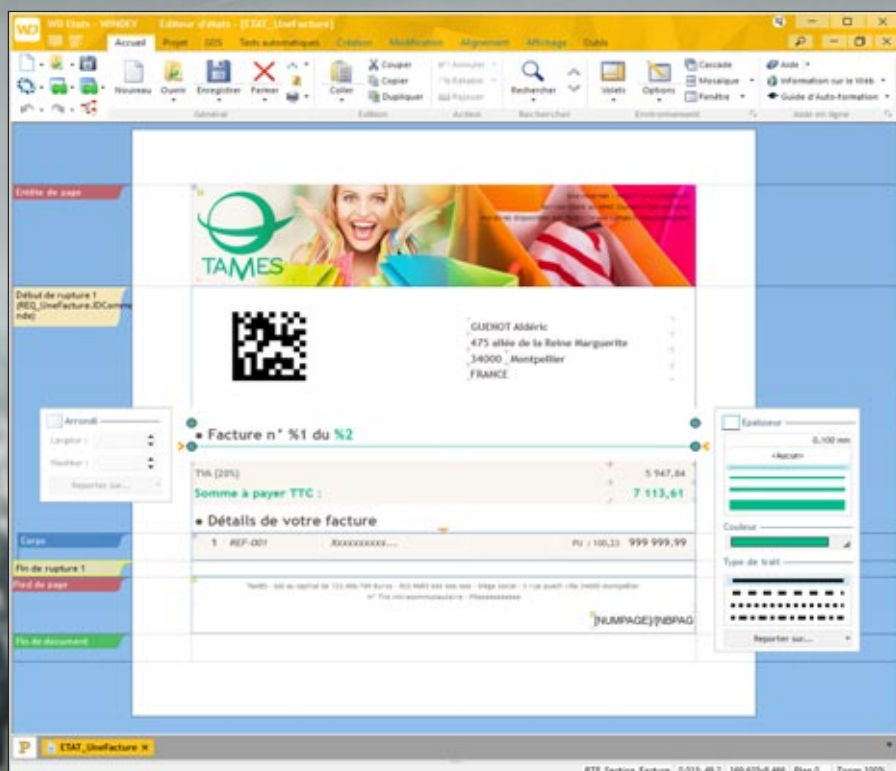 WD Etats - WINDEV Editeur d'états - [ETAT_UneFacture]
Accueil Projet GDS Tests automatiques Création Modification Alignement Affichage Outils
Nouveau Ouvrir Enregistrer Fermer
Couper
Copier
Dupliquer
Coller
Annuler
Rétablir
Rechercher
Volets Options
Cascade
Mosaïque
Fenêtre
Aide
Information sur le Web
Guide d'Auto-formation
Général Edition Action Rechercher Environnement Aide en ligne
Entête de page
TAMES
Début de rupture 1
(REQ_UneFacture.IDComma
nde)
GUENOT Aldéric
475 allée de la Reine Marguerite
34000 Montpellier
FRANCE
Arrondi
Largeur :
Hauteur :
Reporter sur...
• Facture n° %1 du %2
TVA (20%) 5 947,84
Somme à payer TTC : 7 113,61
• Détails de votre facture
Corps
1 REF-001 Xxxxxxxxxx... PU : 100,23 999 999,99
Fin de rupture 1
Pied de page
[NUMPAGE]/[NBPAG
Fin de document
Epaisseur
0,100 mm
<Aucun>
Couleur
Type de trait
Reporter sur...
ETAT_UneFacture